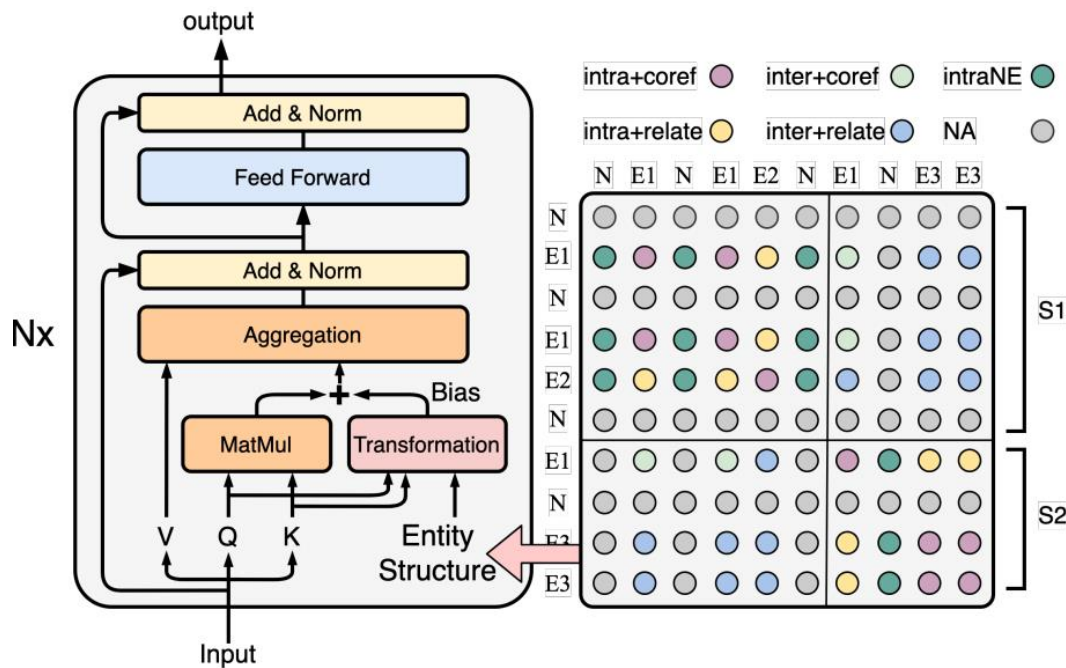 output
Add & Norm
Feed Forward
Add & Norm
Aggregation
Nx
Bias
MatMul
Transformation
V Q K
Entity
Structure
Input
intra+coref inter+coref intraNE
intra+relate inter+relate NA
N E1 N E1 E2 N E1 N E3 E3
N
E1
N
E1
E2
N
E1
N
E3
E3
S1
S2